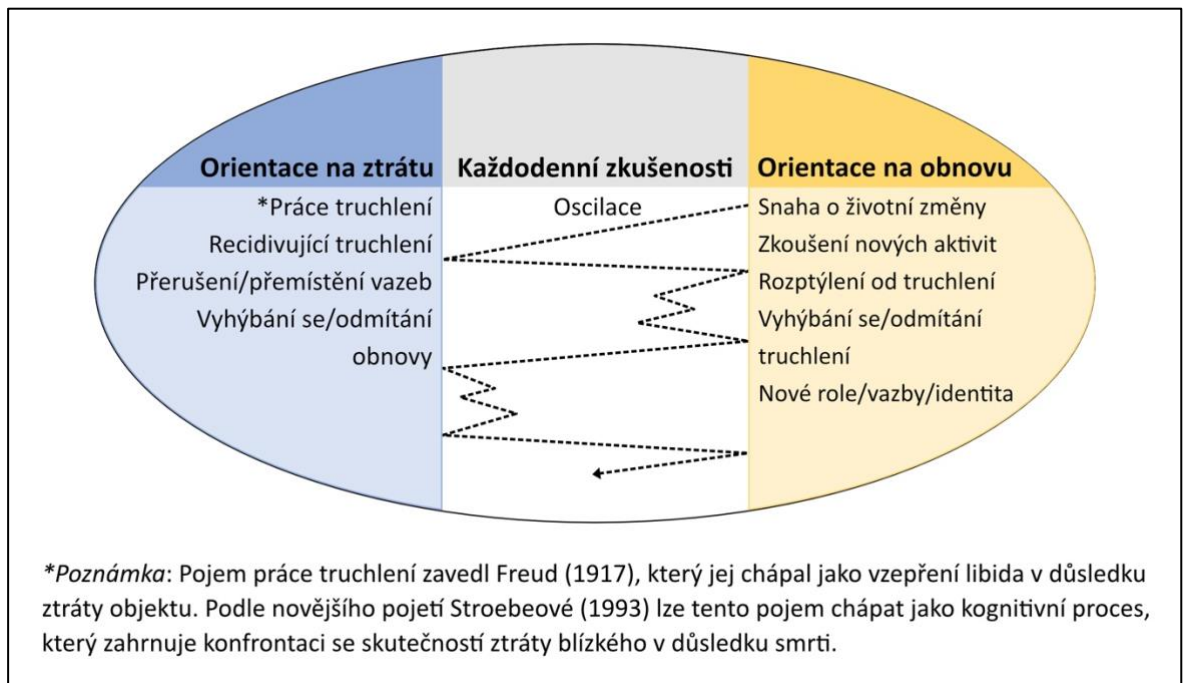 Orientace na ztrátu
*Práce truchlení
Recidivující truchlení
Přerušení/přemístění vazeb
Vyhýbání se/odmítání
obnovy
Každodenní zkušenosti
Oscilace
Orientace na obnovu
Snaha o životní změny
Zkoušení nových aktivit
Rozptýlení od truchlení
Vyhýbání se/odmítání
truchlení
Nové role/vazby/identita
*Poznámka: Pojem práce truchlení zavedl Freud (1917), který jej chápal jako vzepření libida v důsledku
ztráty objektu. Podle novějšího pojetí Stroebeové (1993) lze tento pojem chápat jako kognitivní proces,
který zahrnuje konfrontaci se skutečností ztráty blízkého v důsledku smrti.